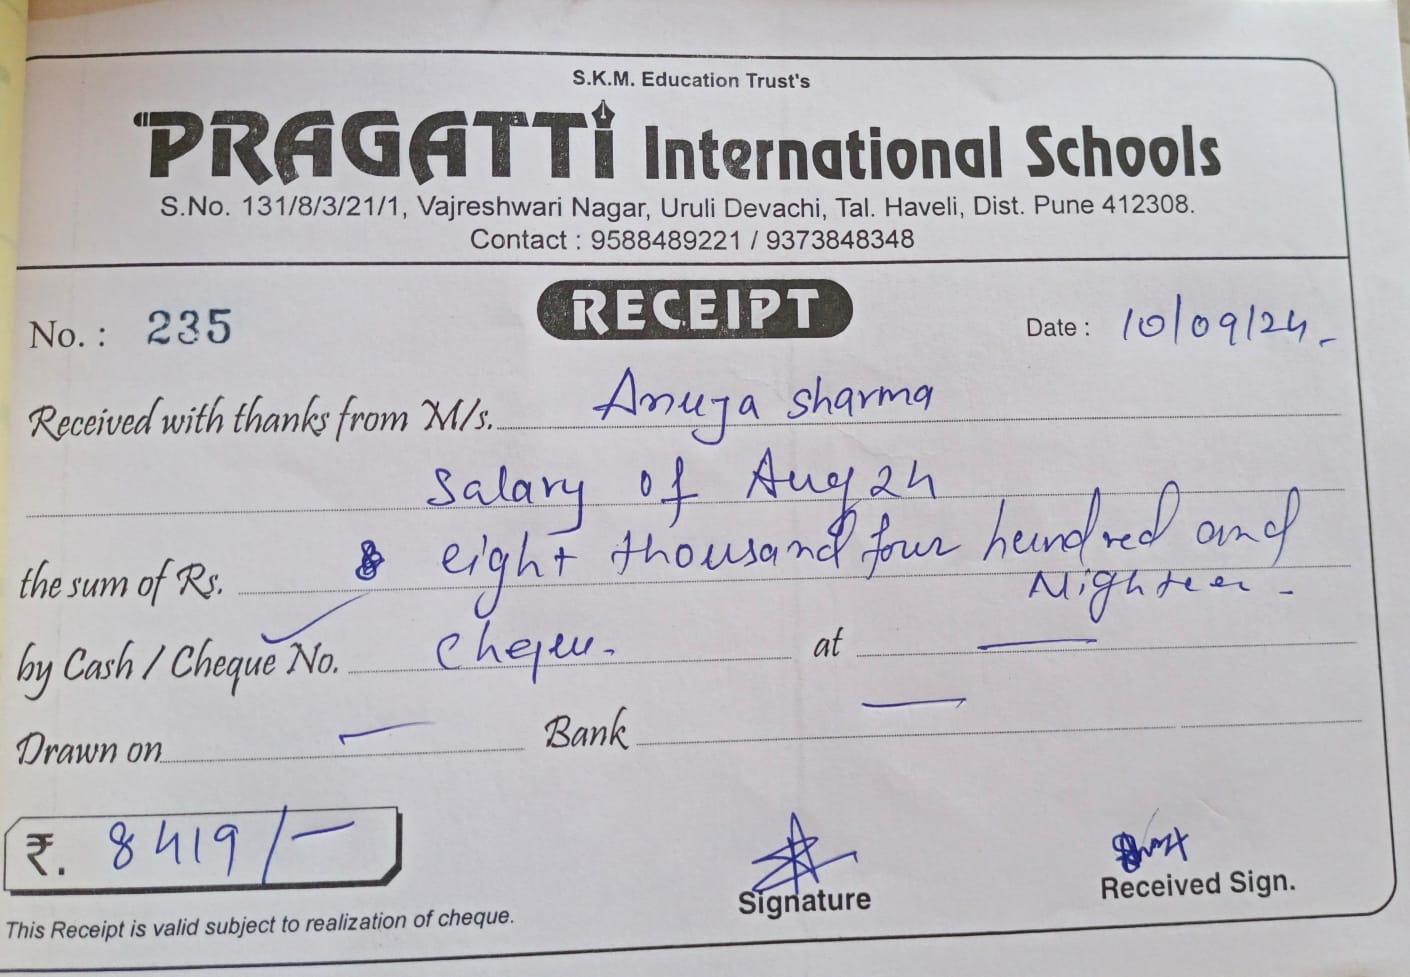 S.K.M. Education Trust's
"PRAGATTi International Schools
S.No. 131/8/3/21/1, Vajreshwari Nagar, Uruli Devachi, Tal. Haveli, Dist. Pune 412308.
Contact : 9588489221 / 9373848348
No. : 235 RECEIPT Date : 10/09/24.
Received with thanks from M/s. Anuja sharma
Salary of Aug 24
the sum of Rs. eight thousand four hundred and
Nighteen -
by Cash / Cheque No. Cheqeu. at —
Drawn on — Bank —
₹. 8419/-
Signature Received Sign.
This Receipt is valid subject to realization of cheque.